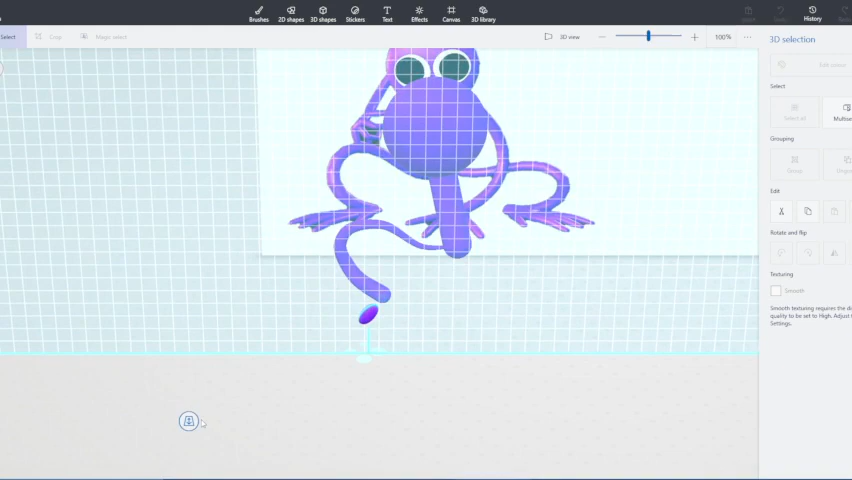 Brushes 2D shapes 3D shapes Stickers Text Effects Canvas 3D library History
Select Crop Magic select 3D view 100%
3D selection
Edit colour
Select
Select all
Grouping
Group
Edit
Rotate and flip
Texturing
Smooth
Smooth texturing requires the
quality to be set to High. Adjust
Settings.